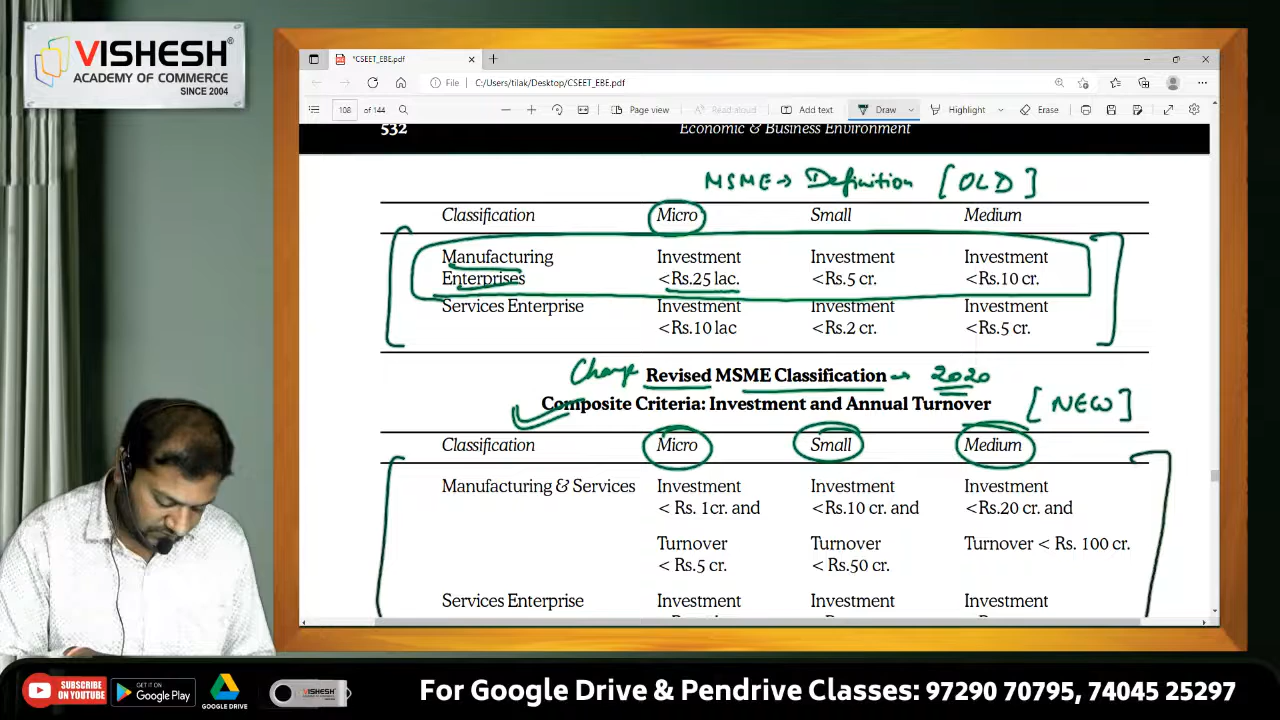 VISHESH®
ACADEMY OF COMMERCE
SINCE 2004
*CSEET_EBE.pdf
File C:/Users/tilak/Desktop/CSEET_EBE.pdf
108 of 144 Page view Read aloud Add text Draw Highlight Erase
532 Economic & Business Environment
MSME → Definition [OLD]
Classification Micro Small Medium
Manufacturing Investment Investment Investment
Enterprises <Rs.25 lac. <Rs.5 cr. <Rs.10 cr.
Services Enterprise Investment Investment Investment
<Rs.10 lac <Rs.2 cr. <Rs.5 cr.
Change Revised MSME Classification → 2020
Composite Criteria: Investment and Annual Turnover [NEW]
Classification Micro Small Medium
Manufacturing & Services Investment Investment Investment
< Rs. 1cr. and <Rs.10 cr. and <Rs.20 cr. and
Turnover Turnover Turnover < Rs. 100 cr.
< Rs.5 cr. < Rs.50 cr.
Services Enterprise Investment Investment Investment
SUBSCRIBE
ON YOUTUBE
GET IT ON
Google Play
GOOGLE DRIVE
VISHESH
For Google Drive & Pendrive Classes: 97290 70795, 74045 25297